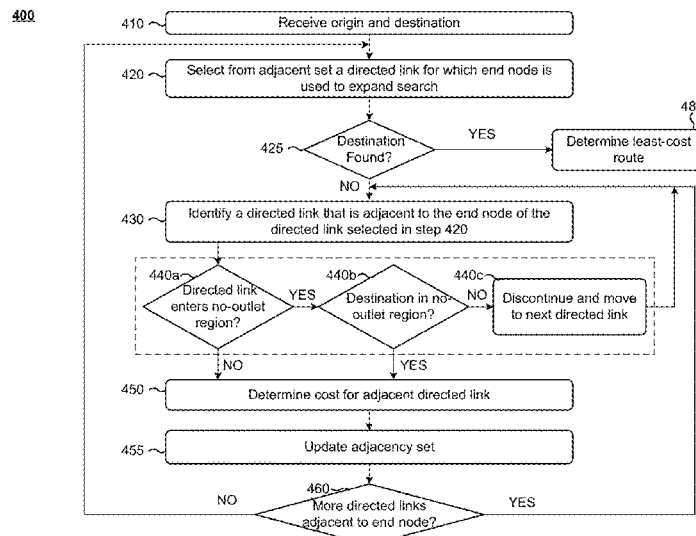 400
410
Receive origin and destination
420
Select from adjacent set a directed link for which end node is
used to expand search
425
Destination
Found?
YES
NO
48
Determine least-cost
route
430
Identify a directed link that is adjacent to the end node of the
directed link selected in step 420
440a
Directed link
enters no-outlet
region?
YES
NO
440b
Destination in no-
outlet region?
NO
YES
440c
Discontinue and move
to next directed link
450
Determine cost for adjacent directed link
455
Update adjacency set
460
More directed links
adjacent to end node?
NO
YES